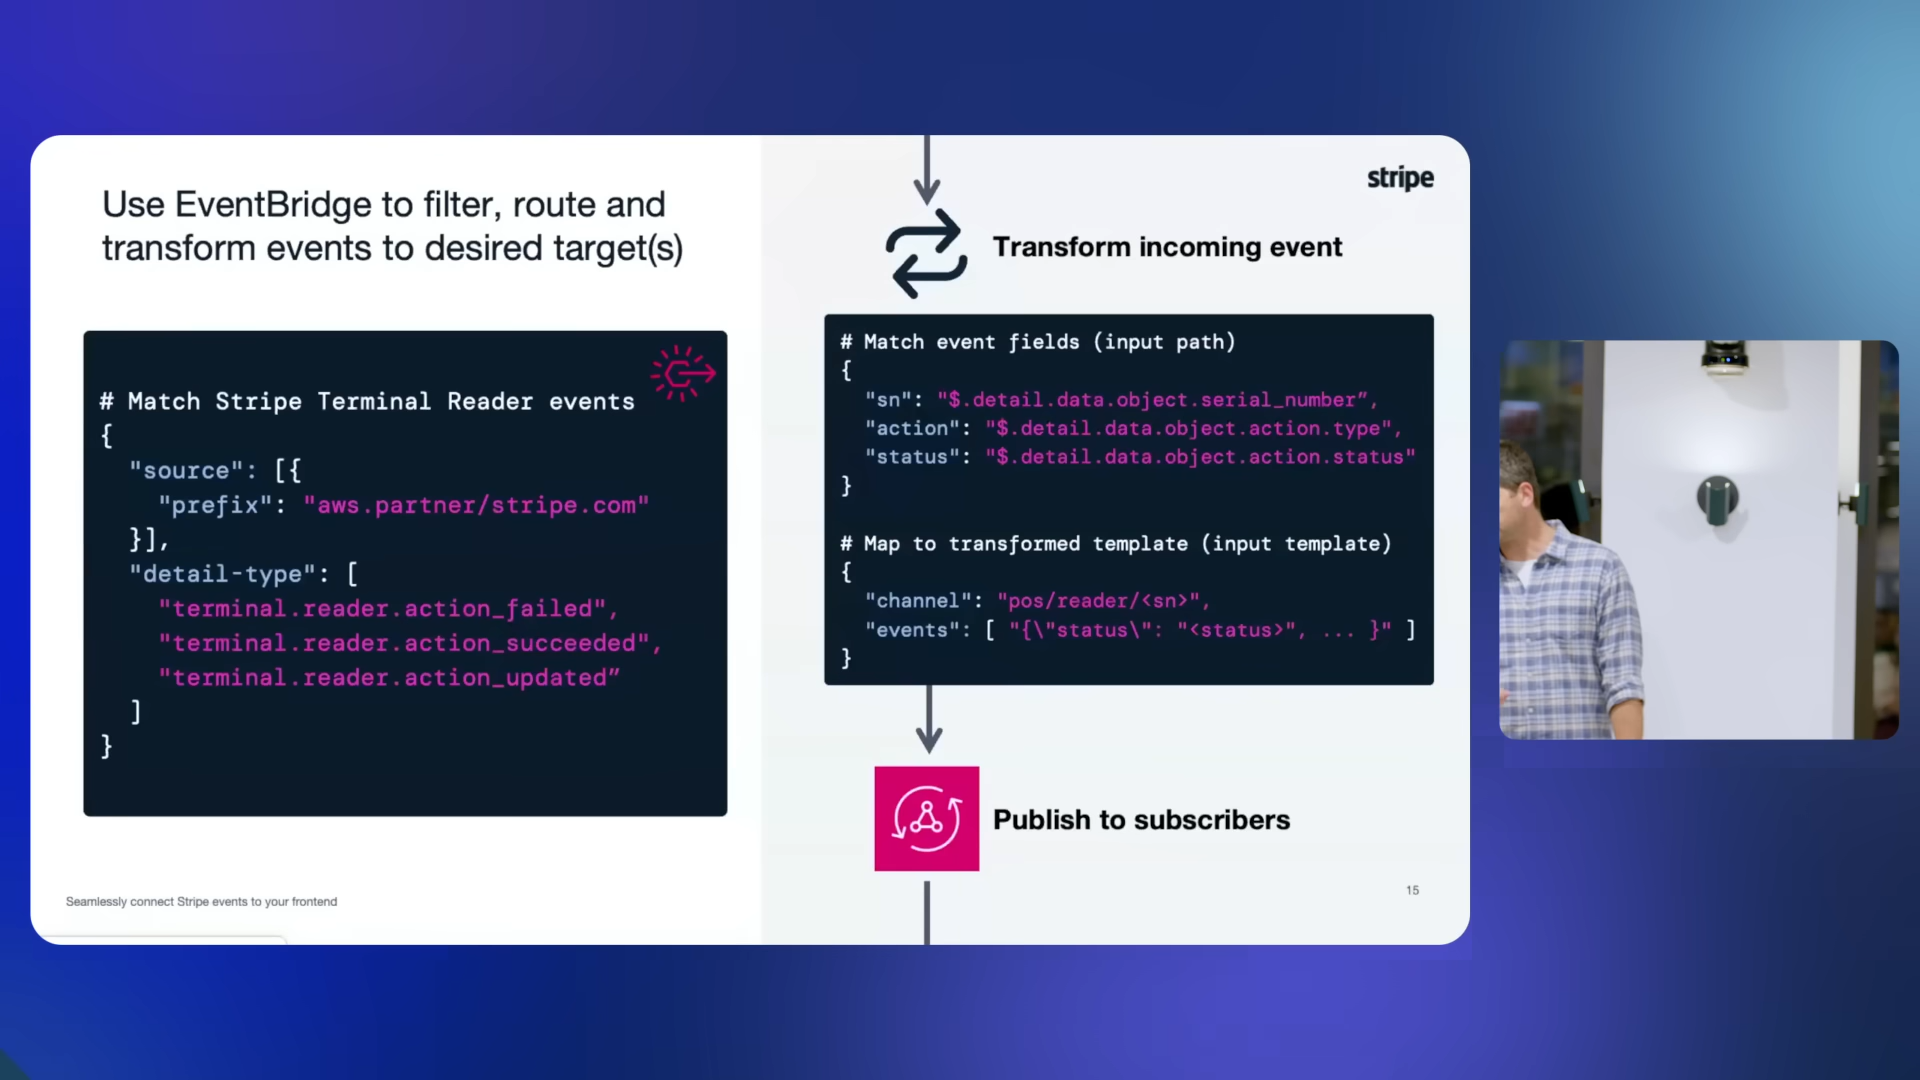 Use EventBridge to filter, route and
transform events to desired target(s)
# Match Stripe Terminal Reader events
{
"source": [{
"prefix": "aws.partner/stripe.com"
}],
"detail-type": [
"terminal.reader.action_failed",
"terminal.reader.action_succeeded",
"terminal.reader.action_updated”
]
}
Seamlessly connect Stripe events to your frontend
stripe
Transform incoming event
# Match event fields (input path)
{
"sn": "$.detail.data.object.serial_number”,
"action": "$.detail.data.object.action.type",
"status": "$.detail.data.object.action.status"
}
# Map to transformed template (input template)
{
"channel": "pos/reader/<sn>",
"events": [ "{\"status\": "<status>", ... }" ]
}
Publish to subscribers
15